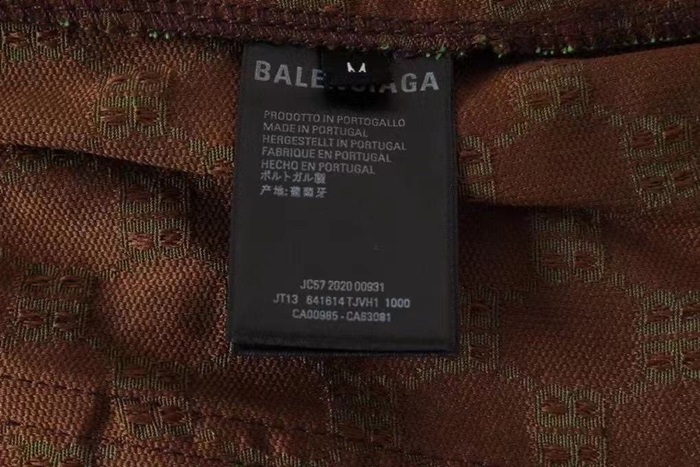 M
BALENCIAGA
PRODOTTO IN PORTOGALLO
MADE IN PORTUGAL
HERGESTELLT IN PORTUGAL
FABRIQUE EN PORTUGAL
HECHO EN PORTUGAL
ポルトガル製
产地:葡萄牙
JC57 2020 00931
JT13 641614 TJVH1 1000
CA00985 - CA63081